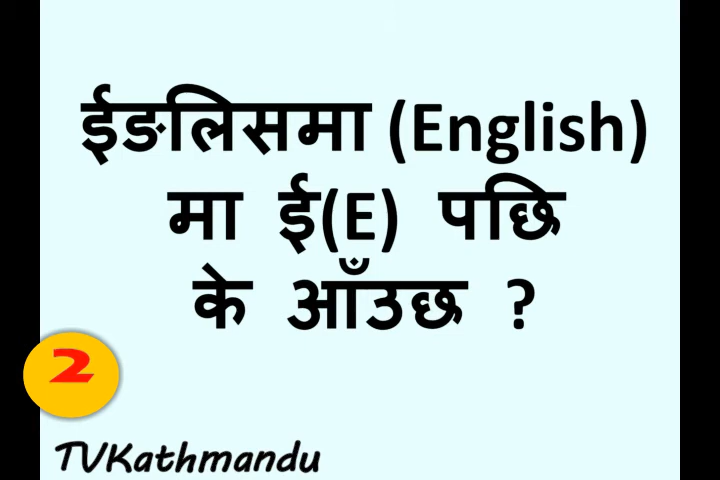 ईङलिसमा (English)
मा ई(E) पछि
के आँउछ ?
2
TVKathmandu